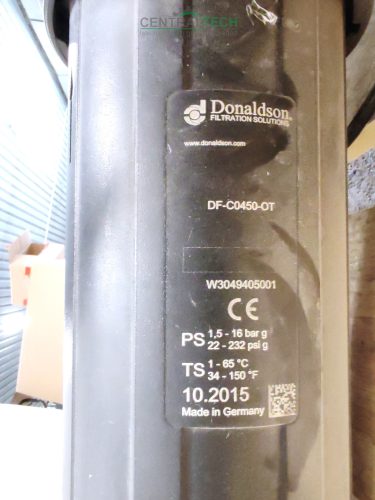 CENTRALTECH
Donaldson
FILTRATION SOLUTIONS
www.donaldson.com
DF-C0450-OT
W3049405001
CE
PS 1,5 - 16 bar g
22 - 232 psi g
TS 1 - 65 °C
34 - 150 °F
10.2015
Made in Germany